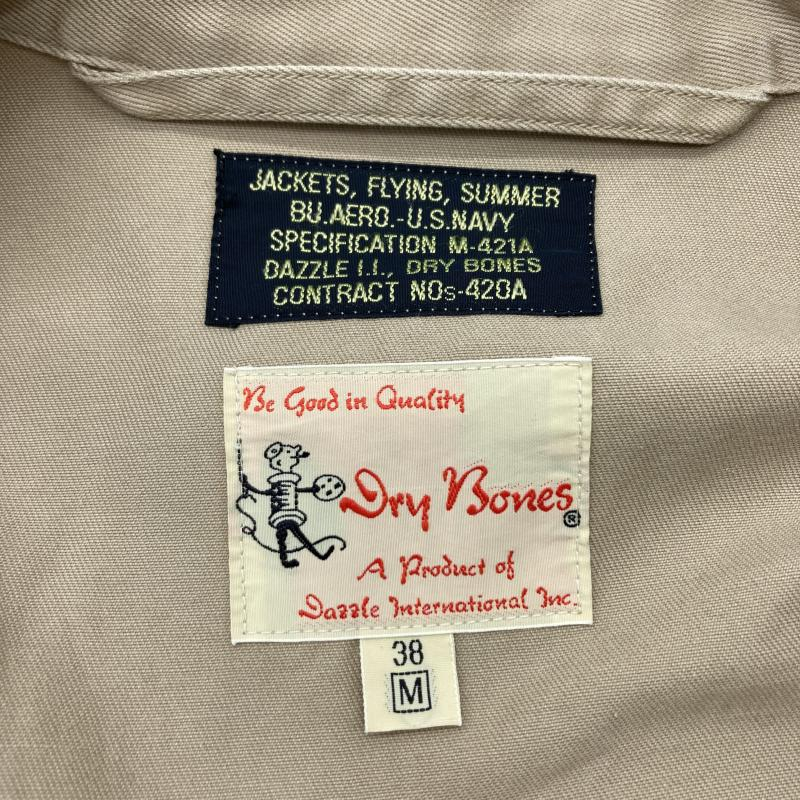 JACKETS, FLYING, SUMMER
BU.AERO.-U.S.NAVY
SPECIFICATION M-421A
DAZZLE I.I., DRY BONES
CONTRACT NOs-420A
Be Good in Quality
Dry Bones®
A Product of
Dazzle International Inc.
38
M